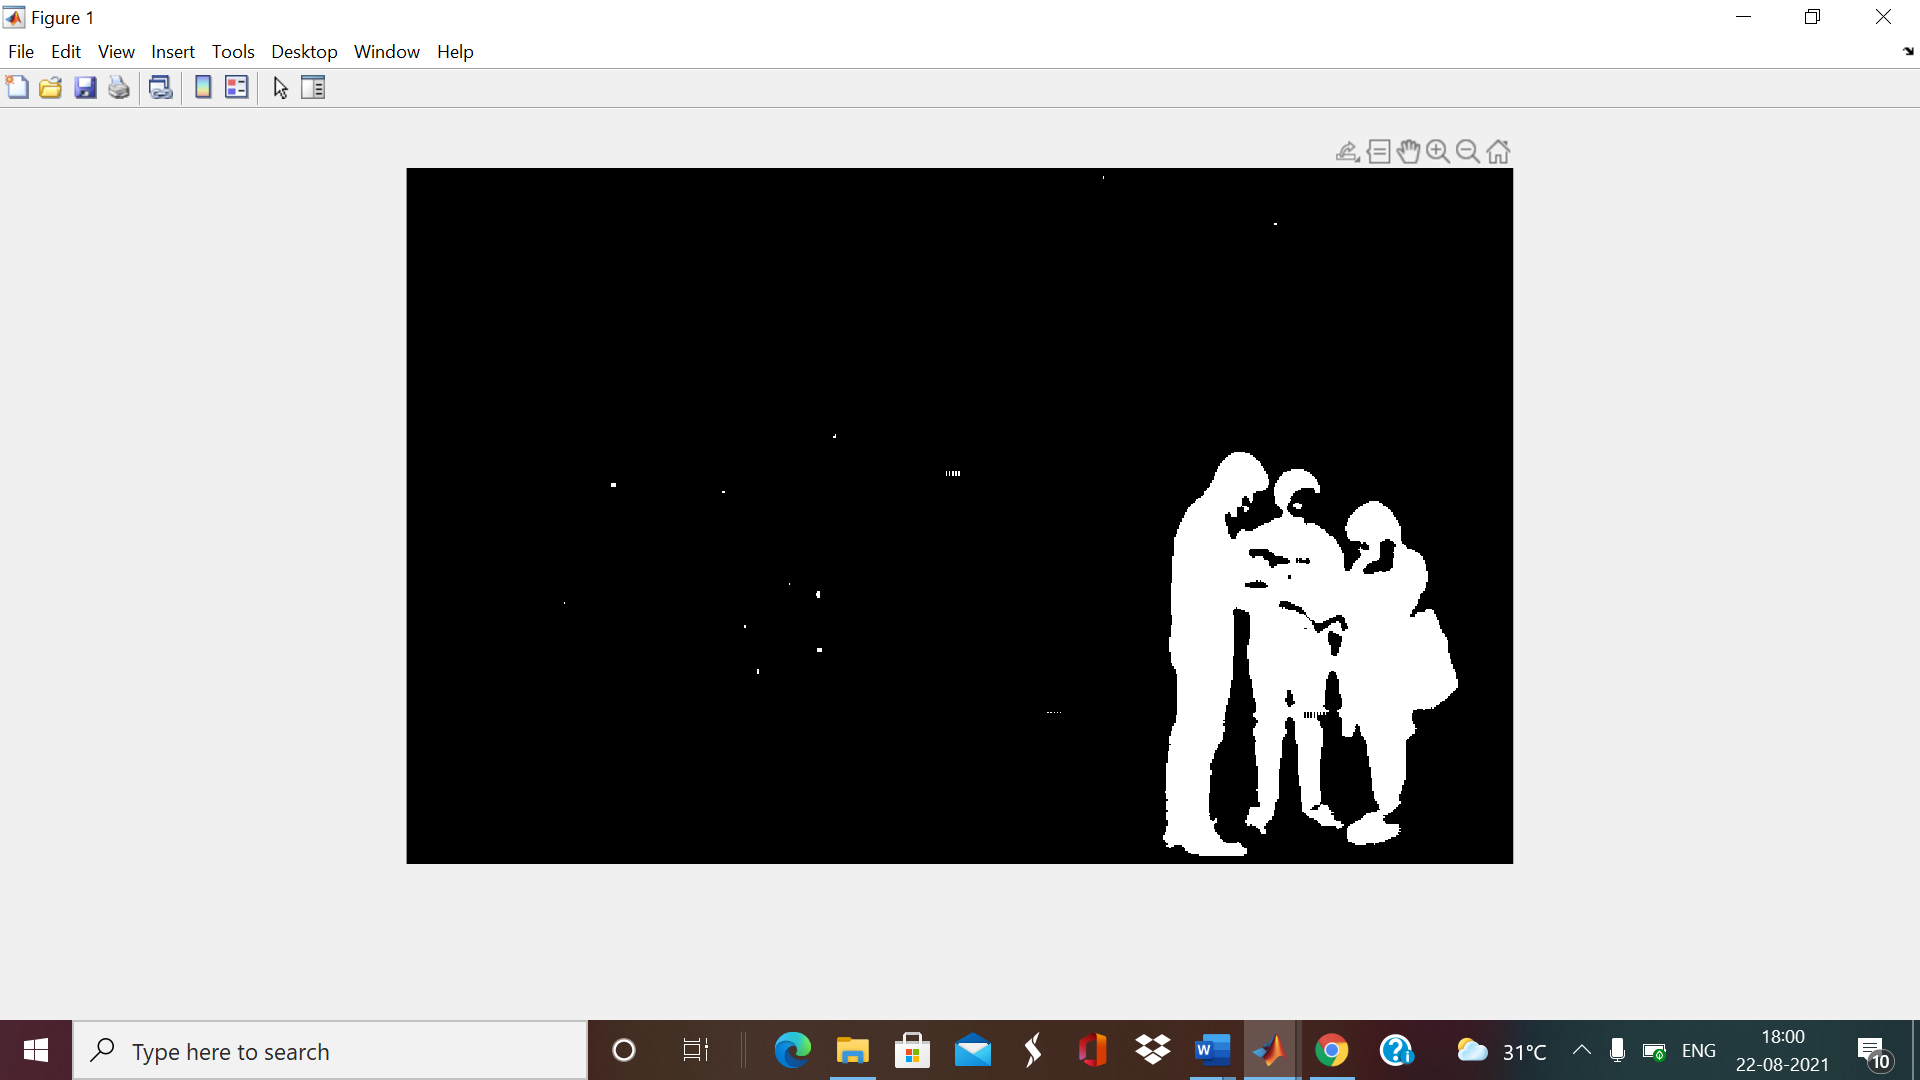 Figure 1
File Edit View Insert Tools Desktop Window Help
Type here to search
W
31°C
ENG
18:00
22-08-2021
10